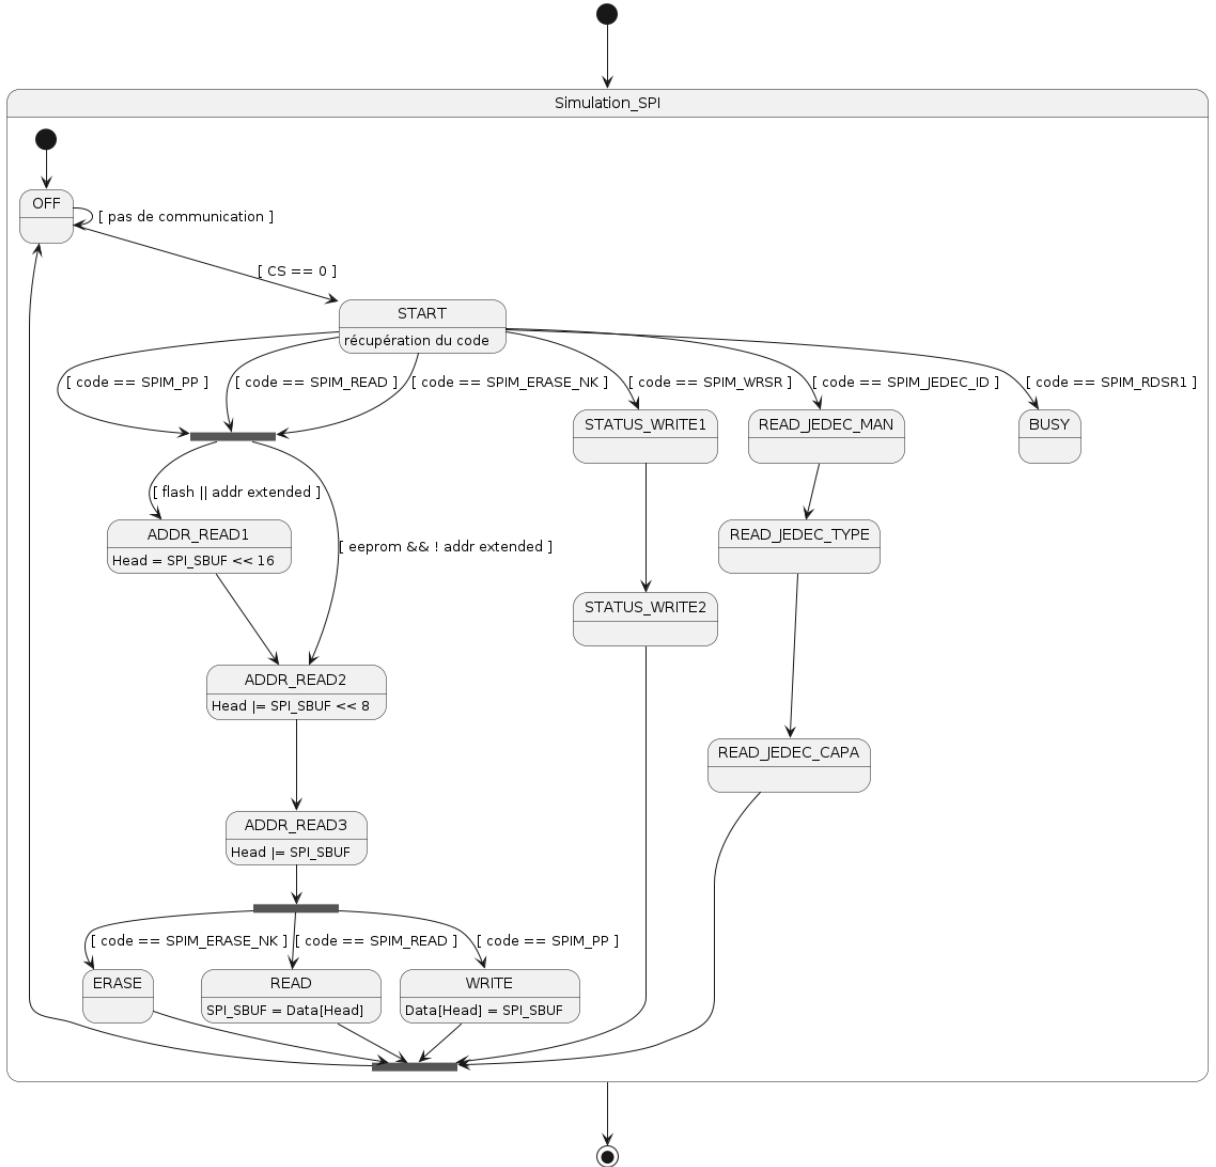 Simulation_SPI
OFF
[ pas de communication ]
[ CS == 0 ]
START
récupération du code
[ code == SPIM_PP ]
[ code == SPIM_READ ]
[ code == SPIM_ERASE_NK ]
[ code == SPIM_WRSR ]
[ code == SPIM_JEDEC_ID ]
[ code == SPIM_RDSR1 ]
STATUS_WRITE1
READ_JEDEC_MAN
BUSY
[ flash || addr extended ]
ADDR_READ1
Head = SPI_SBUF << 16
[ eeprom && ! addr extended ]
READ_JEDEC_TYPE
STATUS_WRITE2
ADDR_READ2
Head |= SPI_SBUF << 8
READ_JEDEC_CAPA
ADDR_READ3
Head |= SPI_SBUF
[ code == SPIM_ERASE_NK ]
[ code == SPIM_READ ]
[ code == SPIM_PP ]
ERASE
READ
SPI_SBUF = Data[Head]
WRITE
Data[Head] = SPI_SBUF